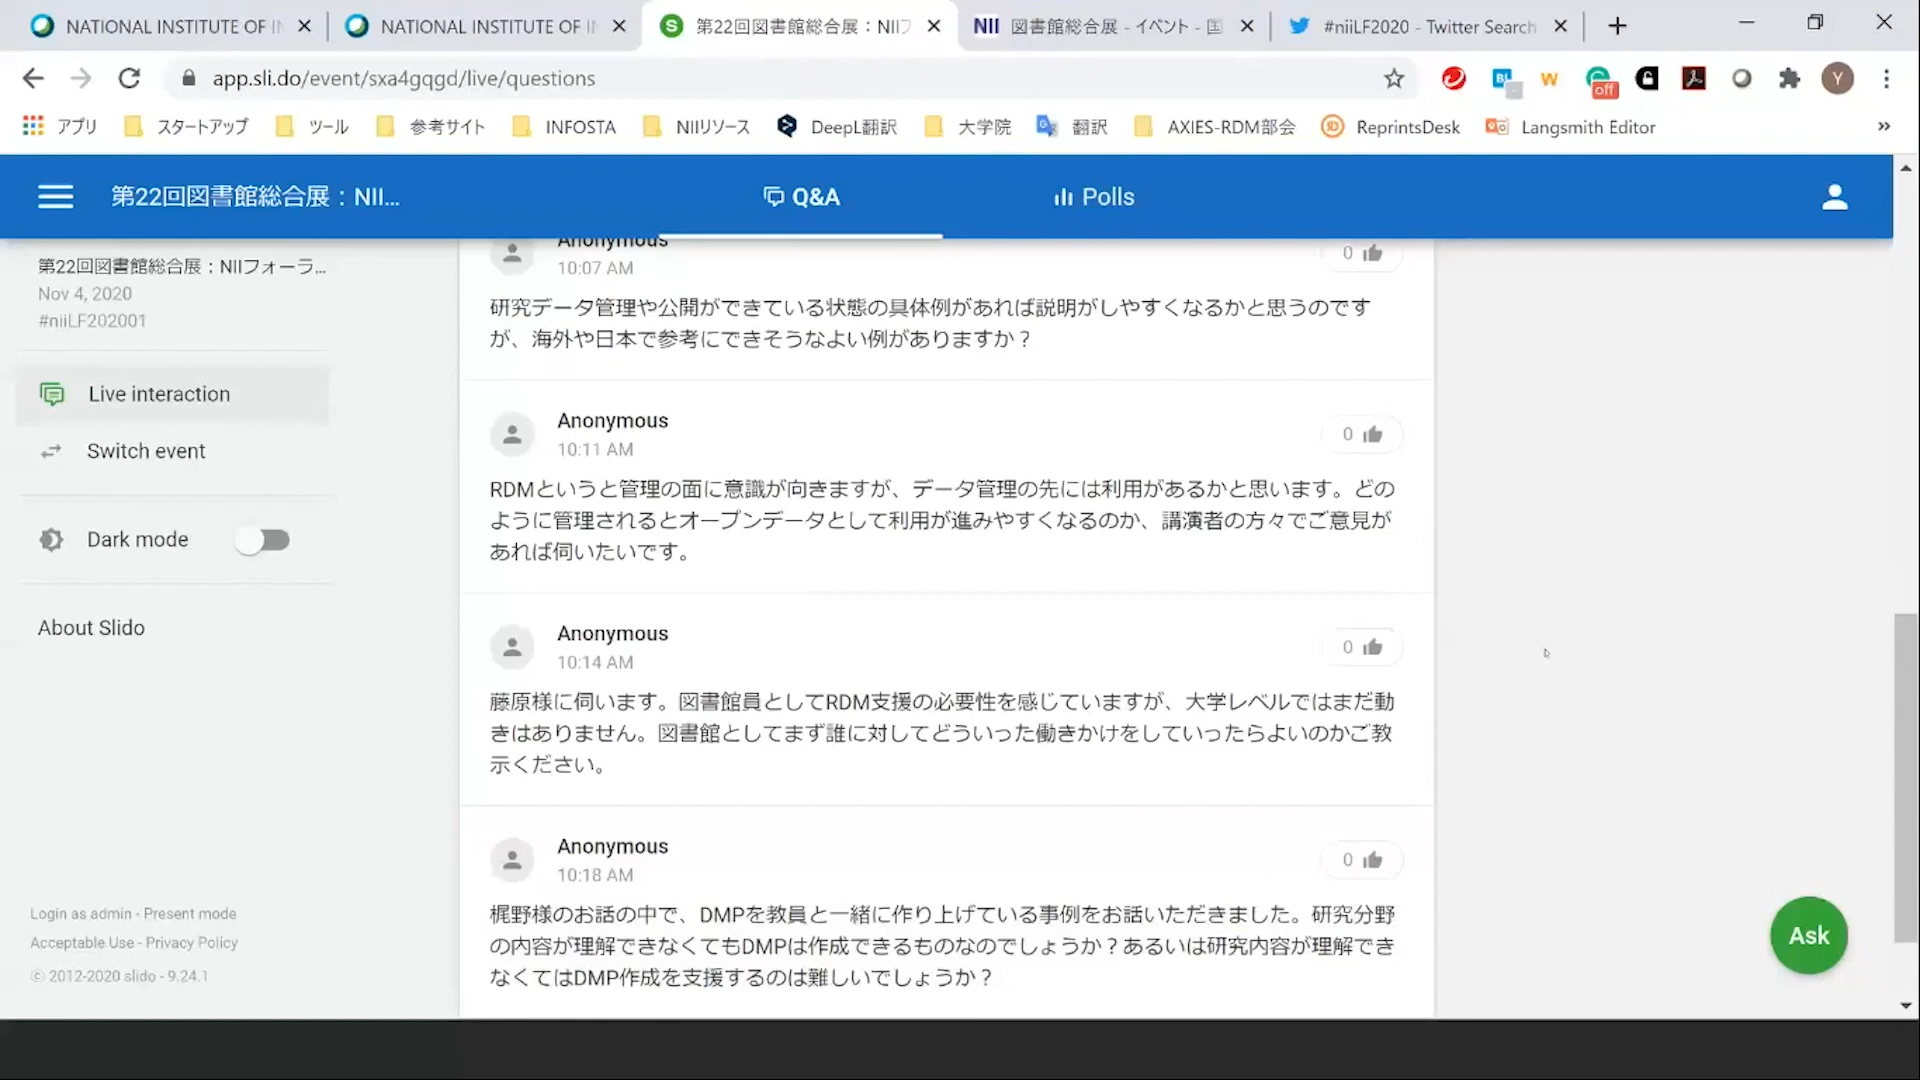 NATIONAL INSTITUTE OF IN
NATIONAL INSTITUTE OF IN
第22回図書館総合展：NIIフ
NII 図書館総合展 - イベント - 国
#niiLF2020 - Twitter Search
app.sli.do/event/sxa4gqgd/live/questions
off
Y
アプリ
スタートアップ
ツール
参考サイト
INFOSTA
NIIリソース
DeepL翻訳
大学院
翻訳
AXIES-RDM部会
ReprintsDesk
Langsmith Editor
第22回図書館総合展：NII...
Q&A
Polls
第22回図書館総合展：NIIフォーラ...
Nov 4, 2020
#niiLF202001
Live interaction
Switch event
Dark mode
About Slido
Login as admin - Present mode
Acceptable Use - Privacy Policy
© 2012-2020 slido - 9.24.1
Anonymous
10:07 AM
0
研究データ管理や公開ができている状態の具体例があれば説明がしやすくなるかと思うのです
が、海外や日本で参考にできそうなよい例がありますか？
Anonymous
10:11 AM
0
RDMというと管理の面に意識が向きますが、データ管理の先には利用があるかと思います。どの
ように管理されるとオープンデータとして利用が進みやすくなるのか、講演者の方々でご意見が
あれば伺いたいです。
Anonymous
10:14 AM
0
藤原様に伺います。図書館員としてRDM支援の必要性を感じていますが、大学レベルではまだ動
きはありません。図書館としてまず誰に対してどういった働きかけをしていったらよいのかご教
示ください。
Anonymous
10:18 AM
0
梶野様のお話の中で、DMPを教員と一緒に作り上げている事例をお話いただきました。研究分野
の内容が理解できなくてもDMPは作成できるものなのでしょうか？あるいは研究内容が理解でき
なくてはDMP作成を支援するのは難しいでしょうか？
Ask